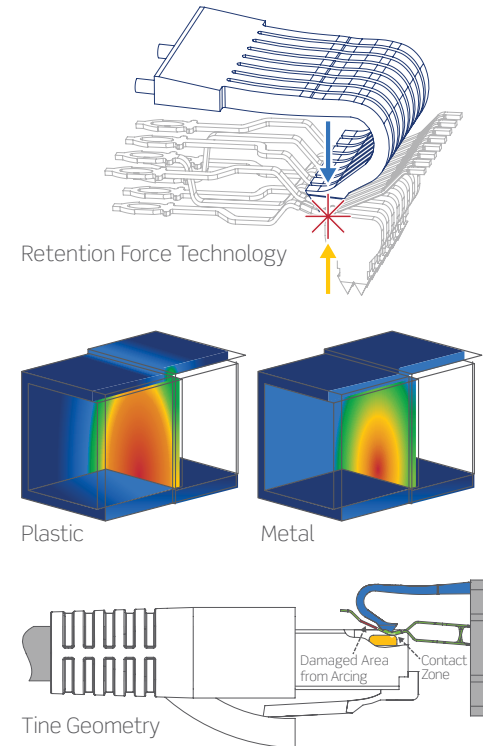 Retention Force Technology
Plastic
Metal
Damaged Area
from Arcing
Contact
Zone
Tine Geometry